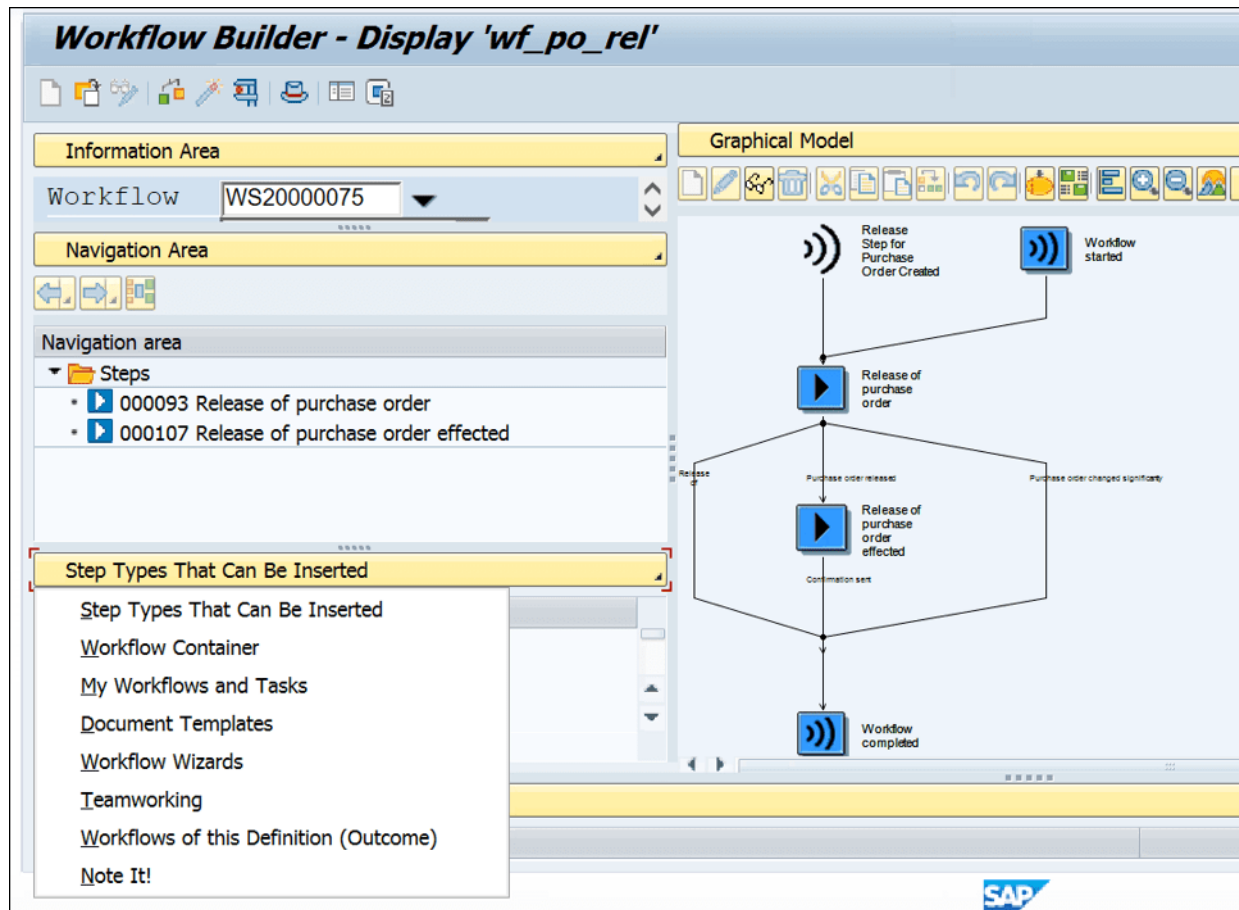 Workflow Builder - Display 'wf_po_rel'
Information Area
Workflow WS20000075
Navigation Area
Navigation area
Steps
000093 Release of purchase order
000107 Release of purchase order effected
Step Types That Can Be Inserted
Step Types That Can Be Inserted
Workflow Container
My Workflows and Tasks
Document Templates
Workflow Wizards
Teamworking
Workflows of this Definition (Outcome)
Note It!
Graphical Model
Release
Step for
Purchase
Order Created
Workflow
started
Release of
purchase
order
Release
of
Purchase order released
Purchase order changed significantly
Release of
purchase
order
effected
Confirmation sent
Workflow
completed
SAP